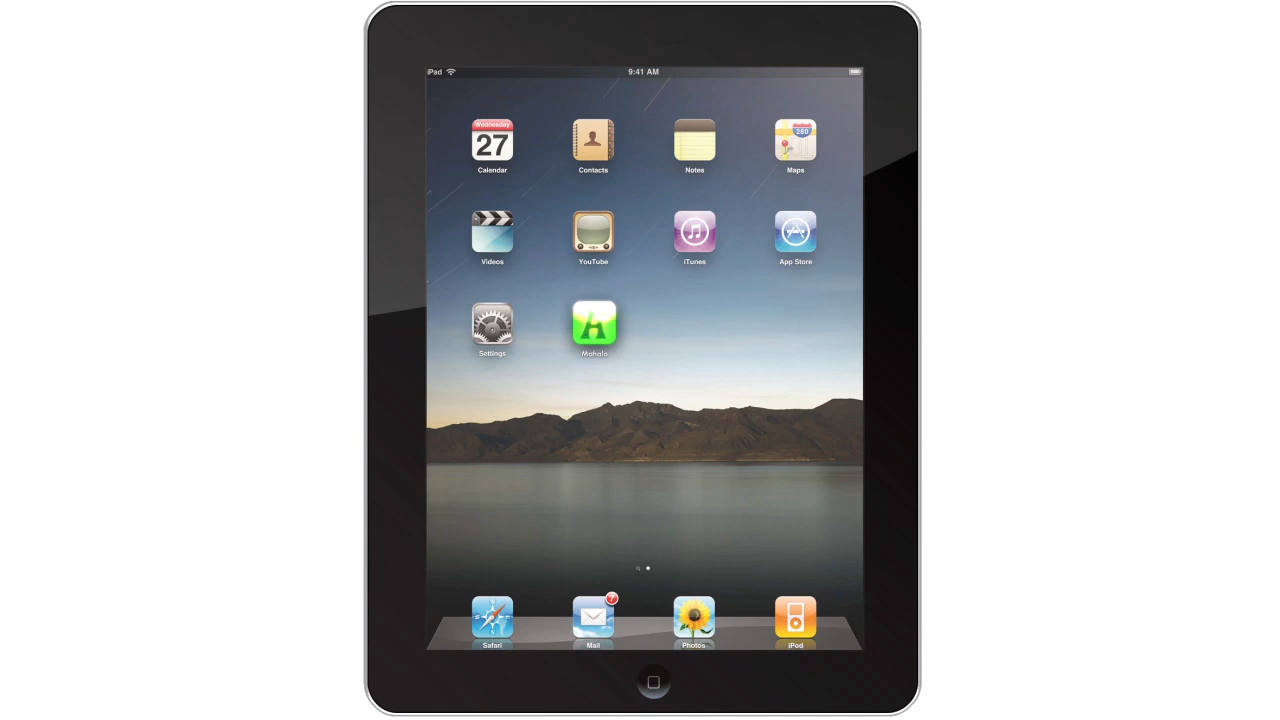 iPad 9:41 AM
Wednesday
27
280
Calendar Contacts Notes Maps
Videos YouTube iTunes App Store
Settings Mahalo
7
Safari Mail Photos iPod